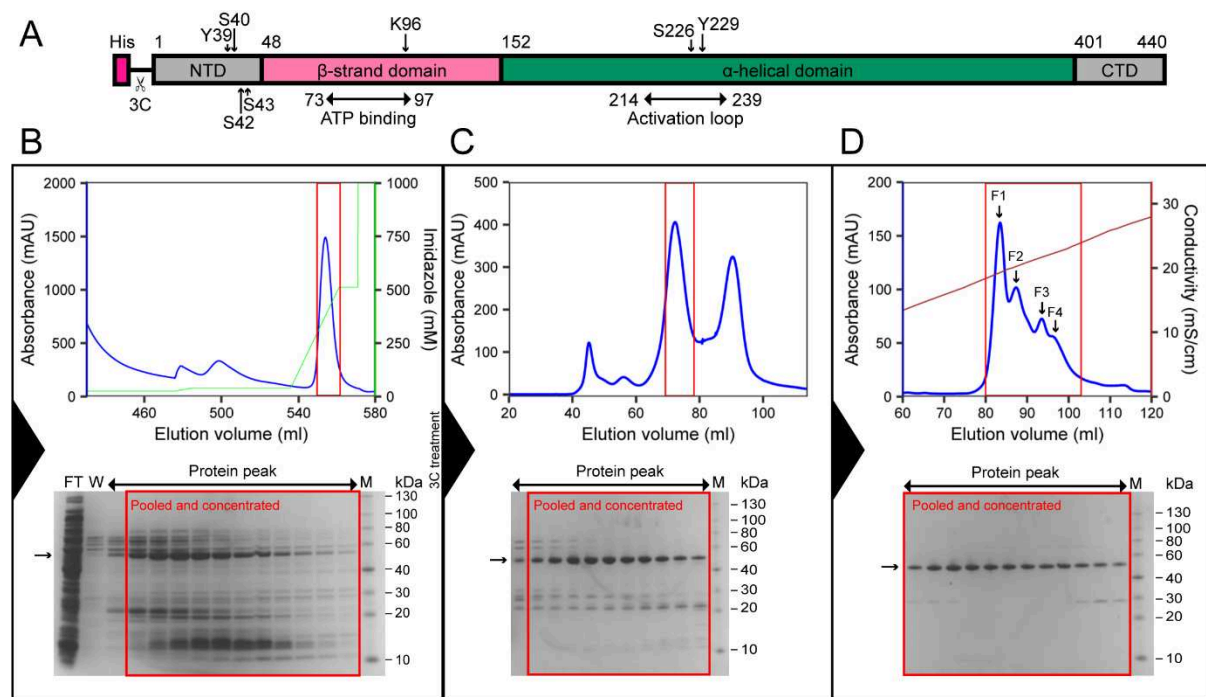 A
His
1
Y39
S40
48
K96
152
S226
Y229
401
440
NTD
β-strand domain
α-helical domain
CTD
3C
S42
S43
73
97
ATP binding
214
239
Activation loop
B
2000
1500
1000
500
0
Absorbance (mAU)
1000
750
500
250
0
Imidazole (mM)
460
500
540
580
Elution volume (ml)
3C treatment
FT
W
Protein peak
M
kDa
Pooled and concentrated
130
100
80
60
40
30
20
10
C
500
400
300
200
100
0
Absorbance (mAU)
20
40
60
80
100
Elution volume (ml)
Protein peak
M
kDa
Pooled and concentrated
130
100
80
60
40
30
20
10
D
200
150
100
50
0
Absorbance (mAU)
F1
F2
F3
F4
30
20
10
0
Conductivity (mS/cm)
60
80
100
120
Elution volume (ml)
Protein peak
M
kDa
Pooled and concentrated
130
100
80
60
40
30
20
10